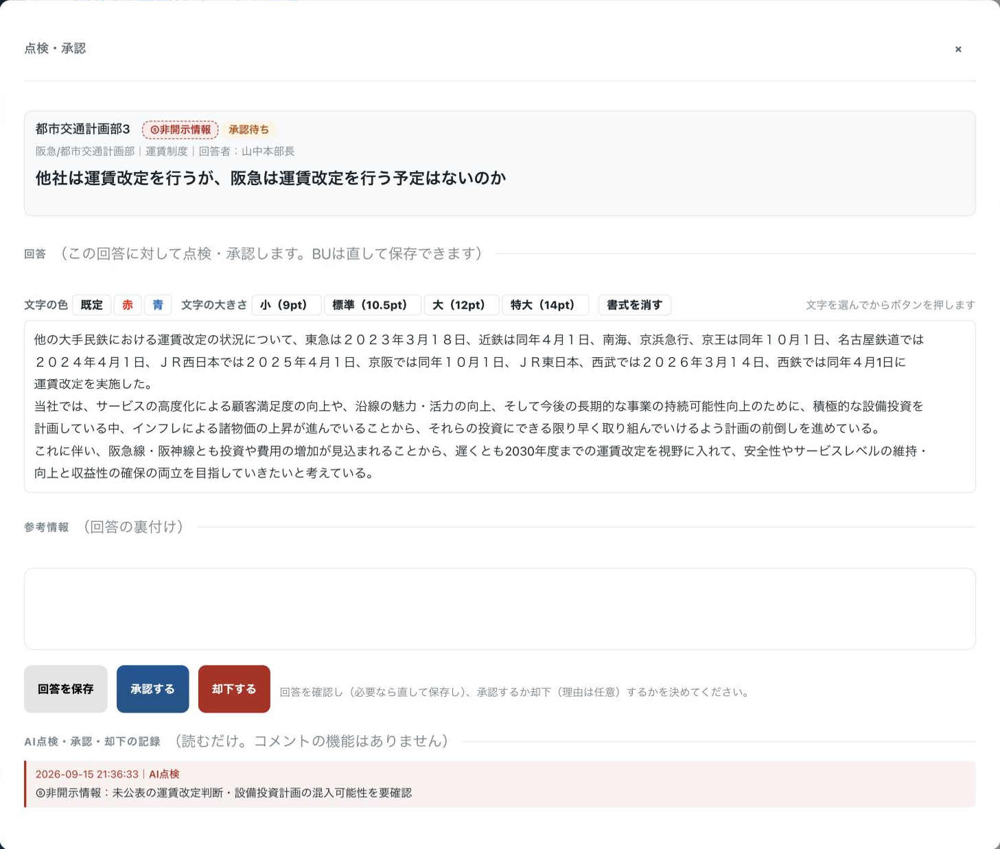 点検・承認
×
都市交通計画部3 ⑤非開示情報 承認待ち
阪急/都市交通計画部｜運賃制度｜回答者：山中本部長
他社は運賃改定を行うが、阪急は運賃改定を行う予定はないのか
回答 （この回答に対して点検・承認します。BUは直して保存できます）
文字の色 既定 赤 青 文字の大きさ 小（9pt） 標準（10.5pt） 大（12pt） 特大（14pt） 書式を消す 文字を選んでからボタンを押します
他の大手民鉄における運賃改定の状況について、東急は２０２３年３月１８日、近鉄は同年４月１日、南海、京浜急行、京王は同年１０月１日、名古屋鉄道では
２０２４年４月１日、ＪＲ西日本では２０２５年４月１日、京阪では同年１０月１日、ＪＲ東日本、西武では２０２６年３月１４日、西鉄では同年４月1日に
運賃改定を実施した。
当社では、サービスの高度化による顧客満足度の向上や、沿線の魅力・活力の向上、そして今後の長期的な事業の持続可能性向上のために、積極的な設備投資を
計画している中、インフレによる諸物価の上昇が進んでいることから、それらの投資にできる限り早く取り組んでいけるよう計画の前倒しを進めている。
これに伴い、阪急線・阪神線とも投資や費用の増加が見込まれることから、遅くとも2030年度までの運賃改定を視野に入れて、安全性やサービスレベルの維持・
向上と収益性の確保の両立を目指していきたいと考えている。
参考情報 （回答の裏付け）
回答を保存 承認する 却下する 回答を確認し（必要なら直して保存し）、承認するか却下（理由は任意）するかを決めてください。
AI点検・承認・却下の記録 （読むだけ。コメントの機能はありません）
2026-09-15 21:36:33｜AI点検
⑤非開示情報：未公表の運賃改定判断・設備投資計画の混入可能性を要確認